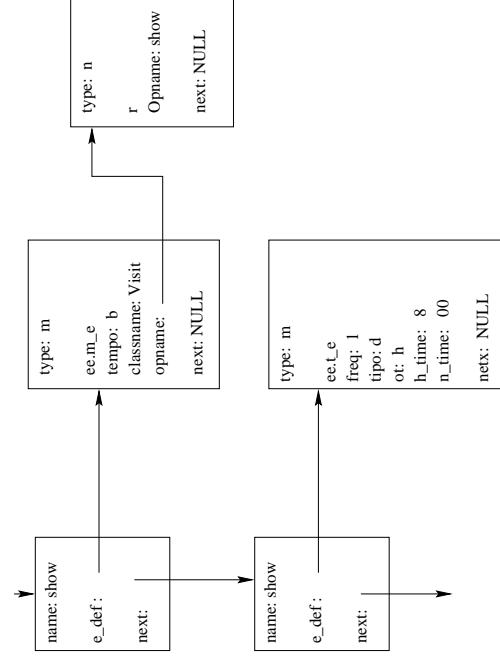 name: show
e_def :
next:
type: m
ee.m_e
tempo: b
classname: Visit
opname:
next: NULL
type: n
r
Opname: show
next: NULL
name: show
e_def :
next:
type: m
ee.t_e
freq: 1
tipo: d
ot: h
h_time: 8
n_time: 00
netx: NULL